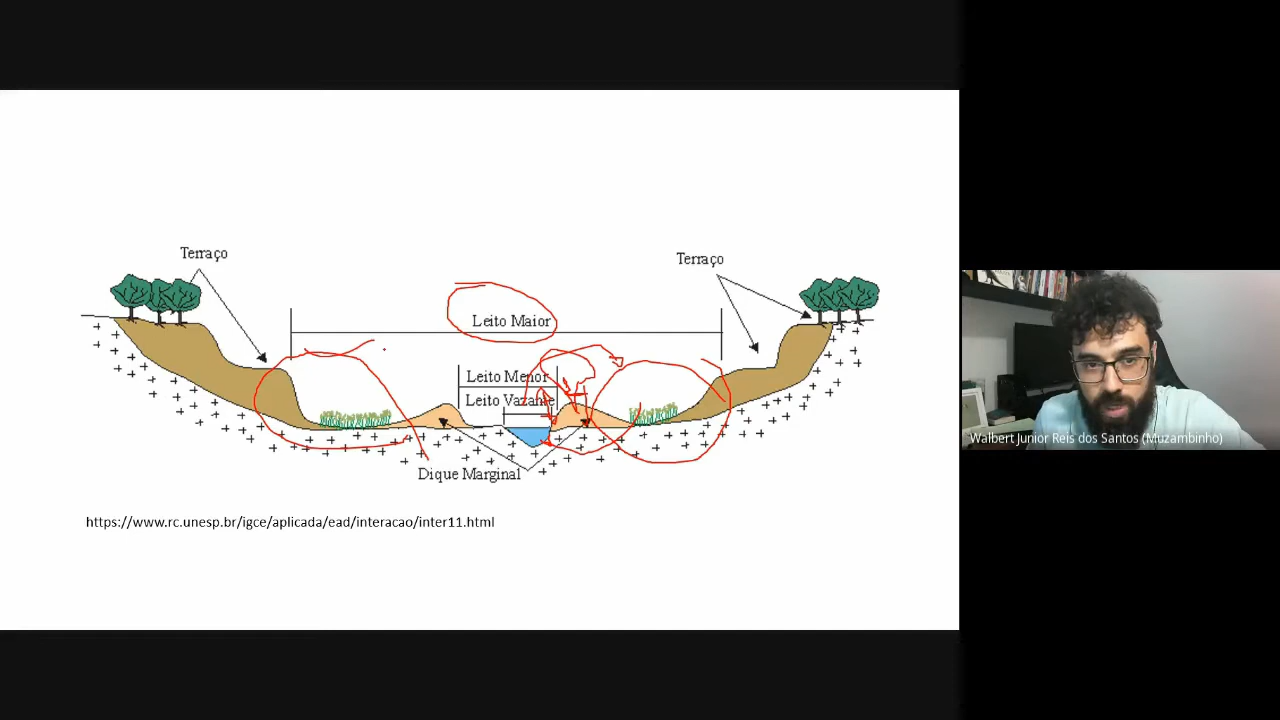 Terraço
Terraço
Leito Maior
Leito Menor
Leito Vazante
Dique Marginal
https://www.rc.unesp.br/igce/aplicada/ead/interacao/inter11.html
Walbert Junior Reis dos Santos (Muzambinho)